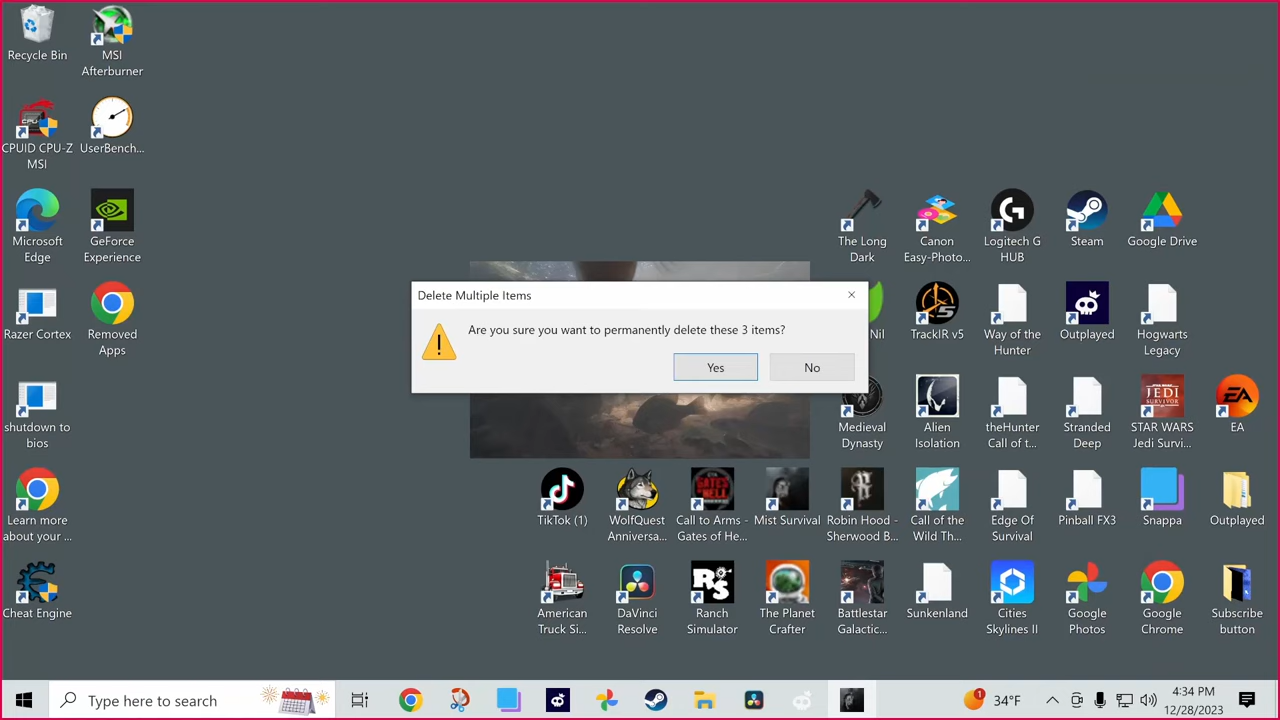 Recycle Bin
MSI
Afterburner
CPUID CPU-Z
MSI
UserBench...
Microsoft
Edge
GeForce
Experience
Razer Cortex
Removed
Apps
shutdown to
bios
Learn more
about your ...
Cheat Engine
The Long
Dark
Canon
Easy-Photo...
Logitech G
HUB
Steam
Google Drive
Nil
TrackIR v5
Way of the
Hunter
Outplayed
Hogwarts
Legacy
Delete Multiple Items
Are you sure you want to permanently delete these 3 items?
Yes
No
Medieval
Dynasty
Alien
Isolation
theHunter
Call of t...
Stranded
Deep
STAR WARS
Jedi Survi...
EA
TikTok (1)
WolfQuest
Anniversa...
Call to Arms -
Gates of He...
Mist Survival
Robin Hood -
Sherwood B...
Call of the
Wild Th...
Edge Of
Survival
Pinball FX3
Snappa
Outplayed
American
Truck Si...
DaVinci
Resolve
Ranch
Simulator
The Planet
Crafter
Battlestar
Galactic...
Sunkenland
Cities
Skylines II
Google
Photos
Google
Chrome
Subscribe
button
Type here to search
1
34°F
4:34 PM
12/28/2023